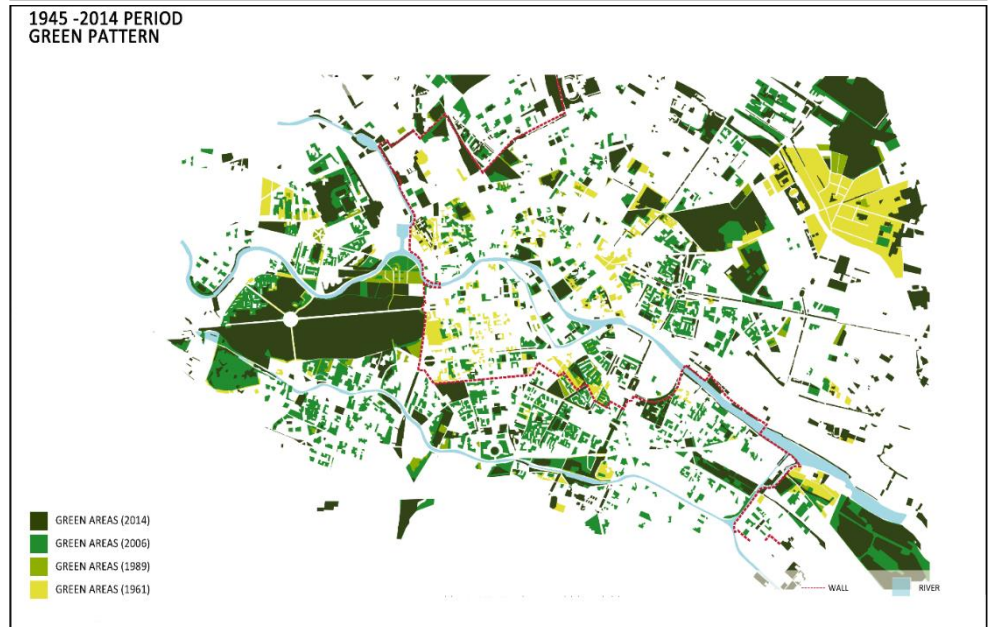 1945 -2014 PERIOD
GREEN PATTERN
GREEN AREAS (2014)
GREEN AREAS (2006)
GREEN AREAS (1989)
GREEN AREAS (1961)
WALL
RIVER